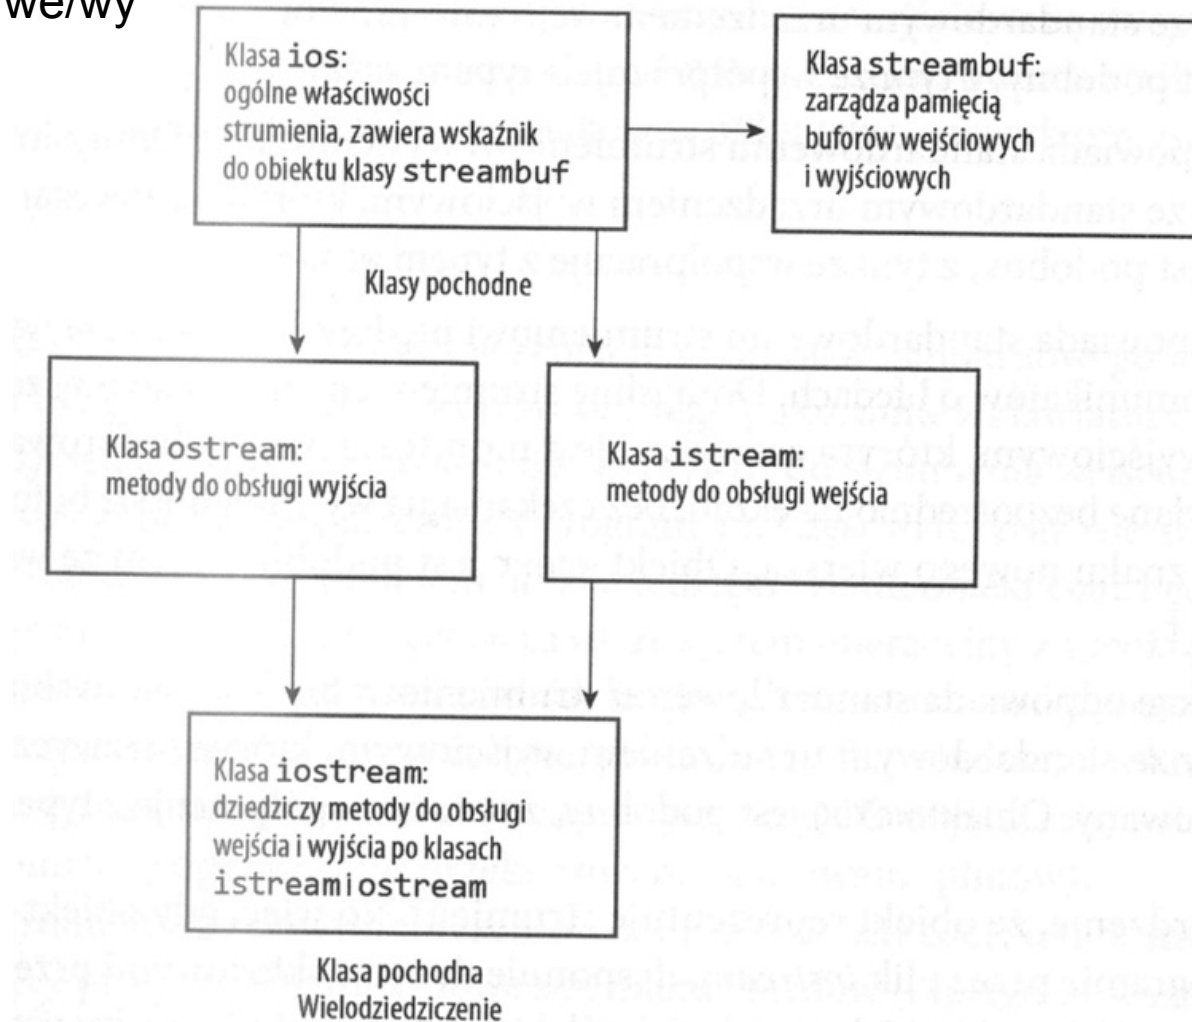 we/wy
Klasa ios:
ogólne właściwości
strumienia, zawiera wskaźnik
do obiektu klasy streambuf
Klasa streambuf:
zarządza pamięcią
buforów wejściowych
i wyjściowych
Klasy pochodne
Klasa ostream:
metody do obsługi wyjścia
Klasa istream:
metody do obsługi wejścia
Klasa iostream:
dziedziczy metody do obsługi
wejścia i wyjścia po klasach
istream i ostream
Klasa pochodna
Wielodziedziczenie